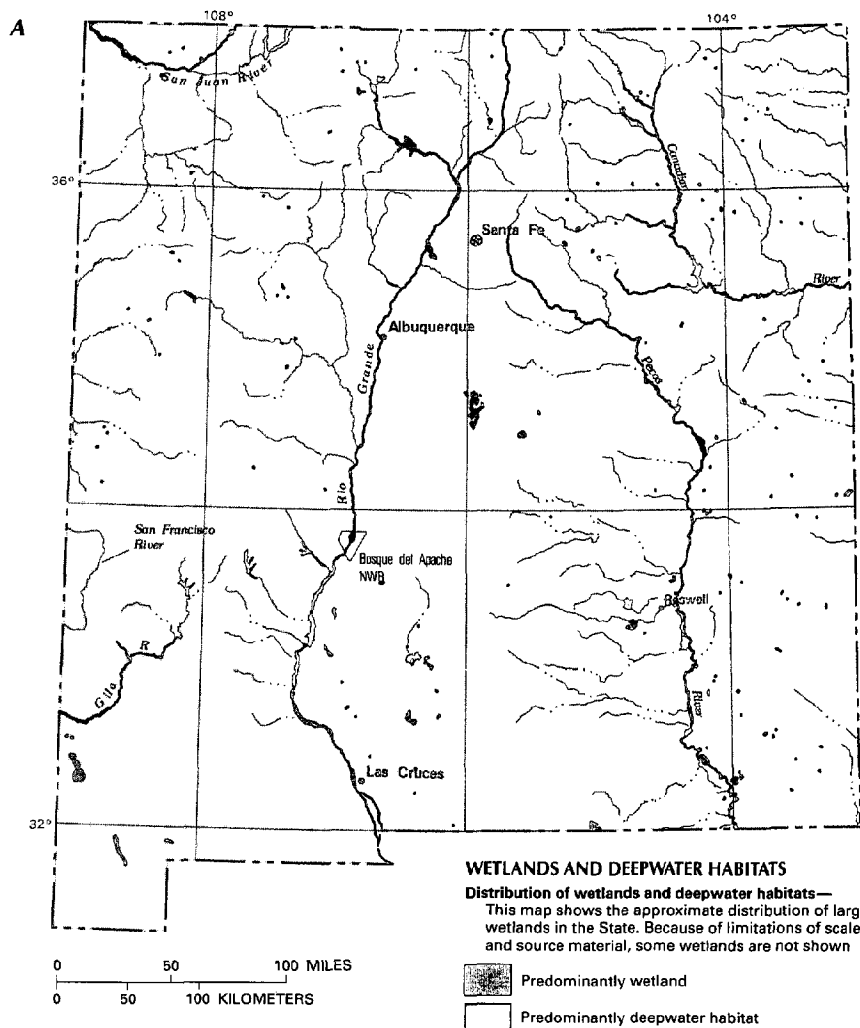 A
108°
104°
San Juan River
Canadian
36°
Santa Fe
River
Albuquerque
Grande
Pecos
Rio
San Francisco
River
Bosque del Apache
NWR
Roswell
R
Gila
River
Las Cruces
32°
WETLANDS AND DEEPWATER HABITATS
Distribution of wetlands and deepwater habitats—
This map shows the approximate distribution of larg
wetlands in the State. Because of limitations of scale
and source material, some wetlands are not shown
0 50 100 MILES
0 50 100 KILOMETERS
Predominantly wetland
Predominantly deepwater habitat